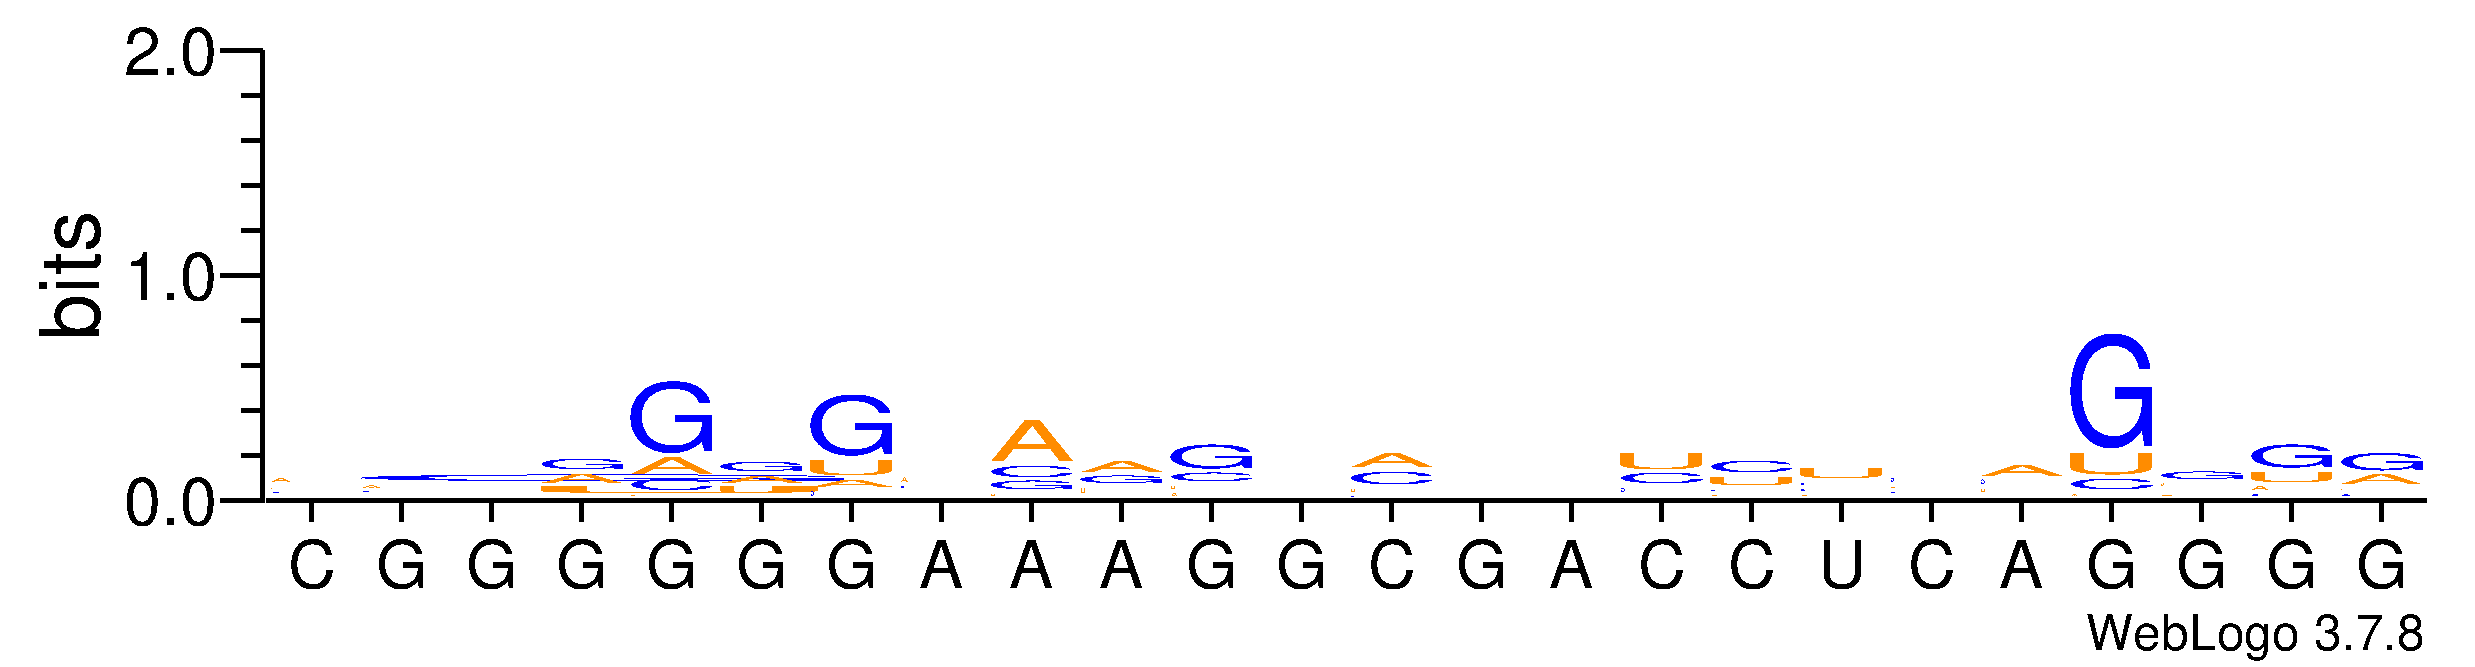 2.0
1.0
0.0
bits
G G G G A A G A U C U A G G G G
A A U C G C C U U C A
C G G G G G G A A A G G C G A C C U C A G G G G
WebLogo 3.7.8